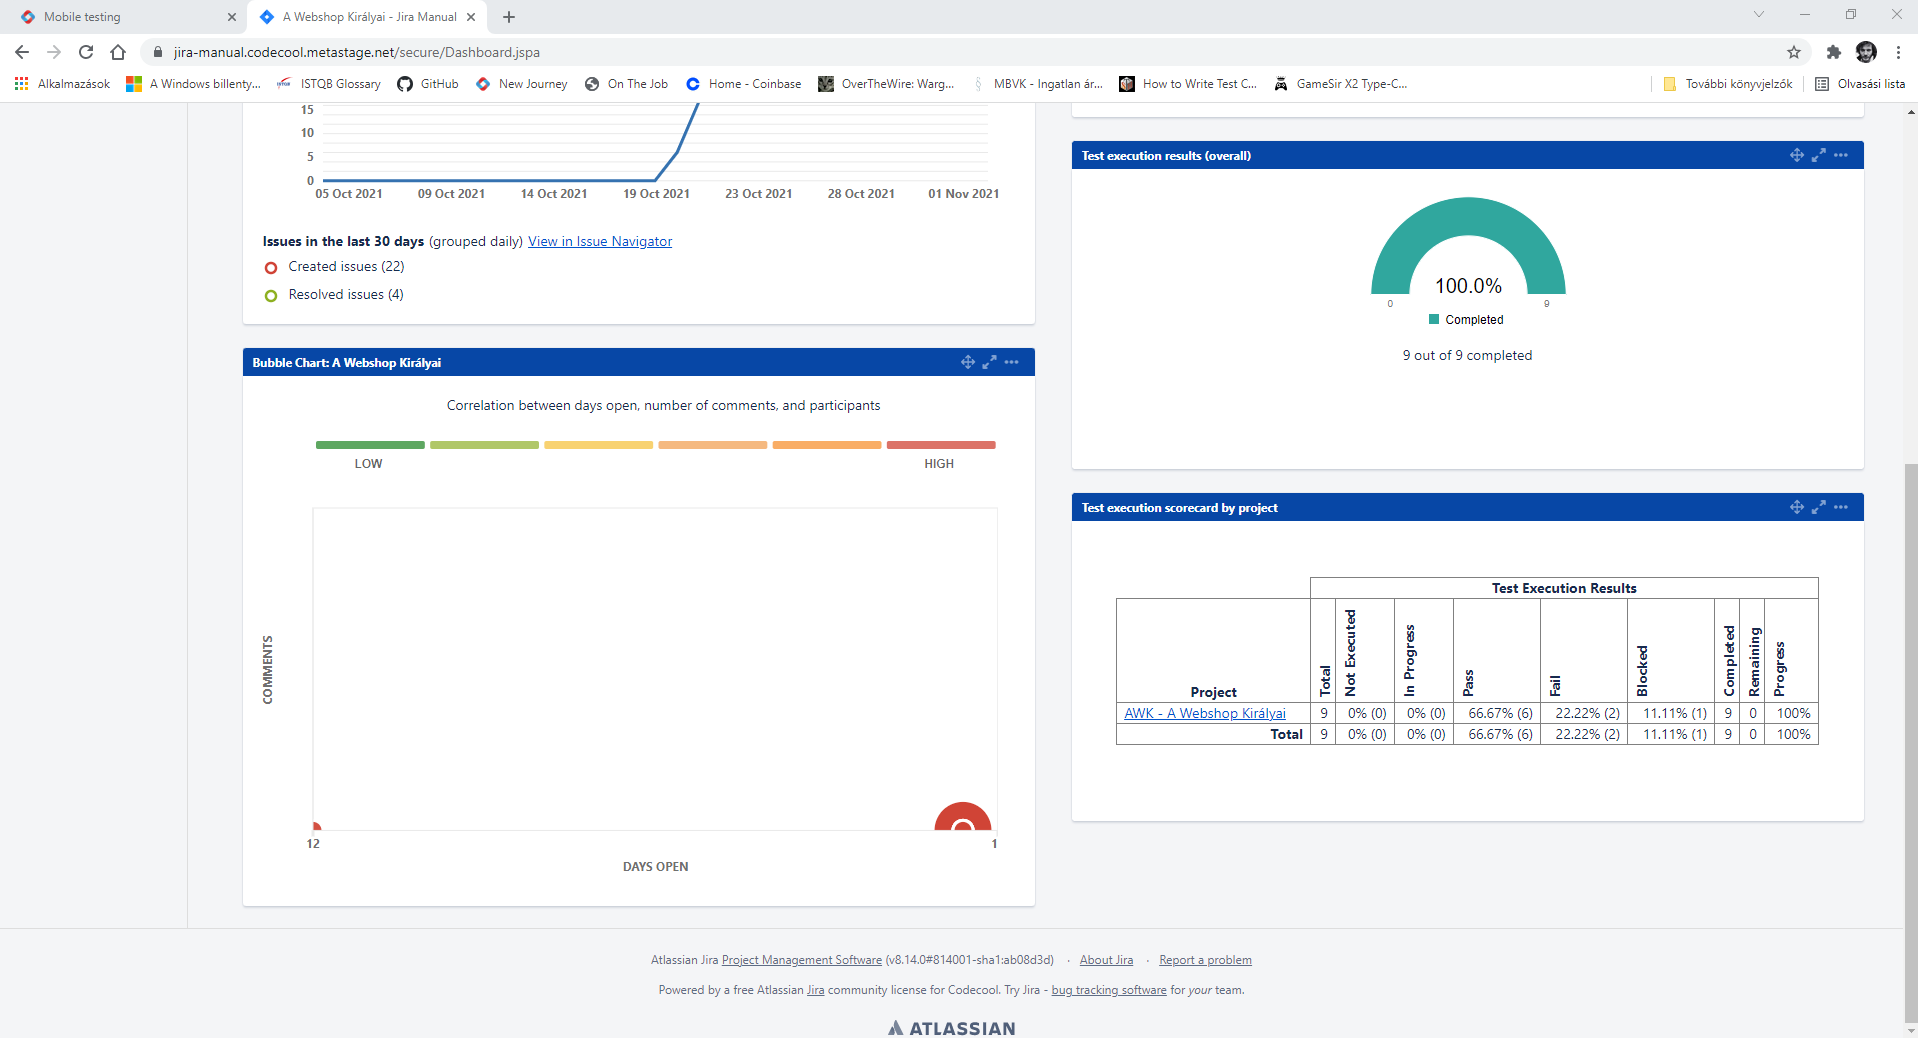 Mobile testing
A Webshop Királyai - Jira Manual
jira-manual.codecool.metastage.net/secure/Dashboard.jspa
Alkalmazások
A Windows billenty...
ISTQB Glossary
GitHub
New Journey
On The Job
Home - Coinbase
OverTheWire: Warg...
MBVK - Ingatlan ár...
How to Write Test C...
GameSir X2 Type-C...
További könyvjelzők
Olvasási lista
15
10
5
0
05 Oct 2021 09 Oct 2021 14 Oct 2021 19 Oct 2021 23 Oct 2021 28 Oct 2021 01 Nov 2021
Issues in the last 30 days (grouped daily) View in Issue Navigator
Created issues (22)
Resolved issues (4)
Bubble Chart: A Webshop Királyai
Correlation between days open, number of comments, and participants
LOW HIGH
COMMENTS
12 1
DAYS OPEN
Test execution results (overall)
100.0%
0 9
Completed
9 out of 9 completed
Test execution scorecard by project
Test Execution Results
Project Total Not Executed In Progress Pass Fail Blocked Completed Remaining Progress
AWK - A Webshop Királyai 9 0% (0) 0% (0) 66.67% (6) 22.22% (2) 11.11% (1) 9 0 100%
Total 9 0% (0) 0% (0) 66.67% (6) 22.22% (2) 11.11% (1) 9 0 100%
Atlassian Jira Project Management Software (v8.14.0#814001-sha1:ab08d3d) · About Jira · Report a problem
Powered by a free Atlassian Jira community license for Codecool. Try Jira - bug tracking software for your team.
ATLASSIAN